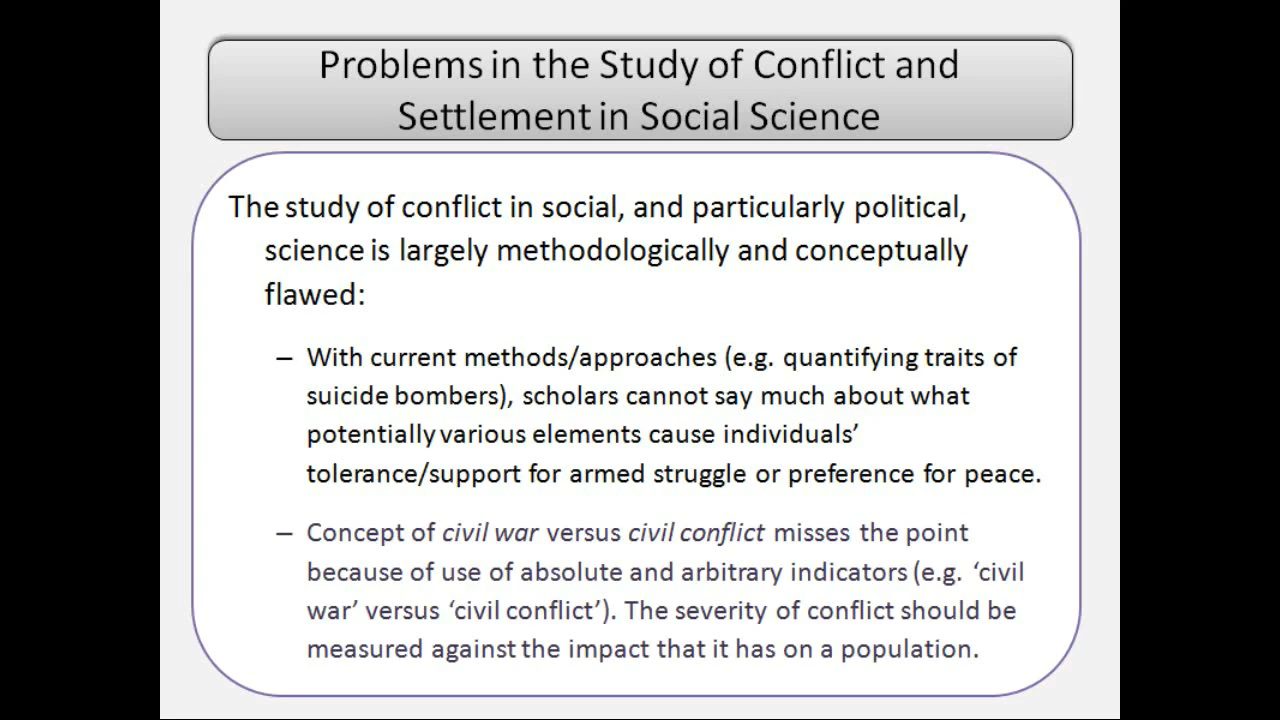 Problems in the Study of Conflict and
Settlement in Social Science
The study of conflict in social, and particularly political,
science is largely methodologically and conceptually
flawed:
– With current methods/approaches (e.g. quantifying traits of
suicide bombers), scholars cannot say much about what
potentially various elements cause individuals’
tolerance/support for armed struggle or preference for peace.
– Concept of civil war versus civil conflict misses the point
because of use of absolute and arbitrary indicators (e.g. ‘civil
war’ versus ‘civil conflict’). The severity of conflict should be
measured against the impact that it has on a population.